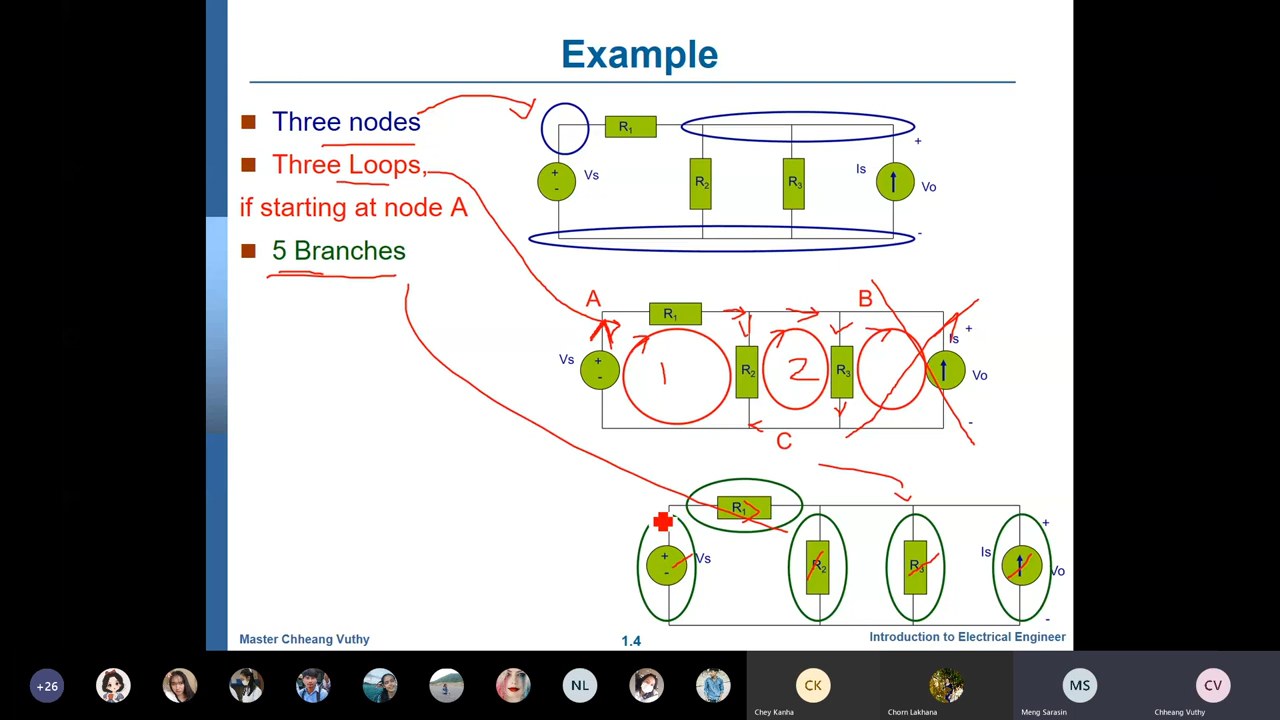 Example
Three nodes
Three Loops,
if starting at node A
5 Branches
R1
+
-
Vs
R2
R3
Is
+
Vo
-
A
R1
B
+
-
Vs
1
R2
2
R3
Is
+
Vo
-
C
R1
+
-
Vs
R2
R3
Is
+
Vo
-
Master Chheang Vuthy
1.4
Introduction to Electrical Engineer
+26
NL
CK
Chey Kanha
Chorn Lakhana
MS
Meng Sarasin
CV
Chheang Vuthy